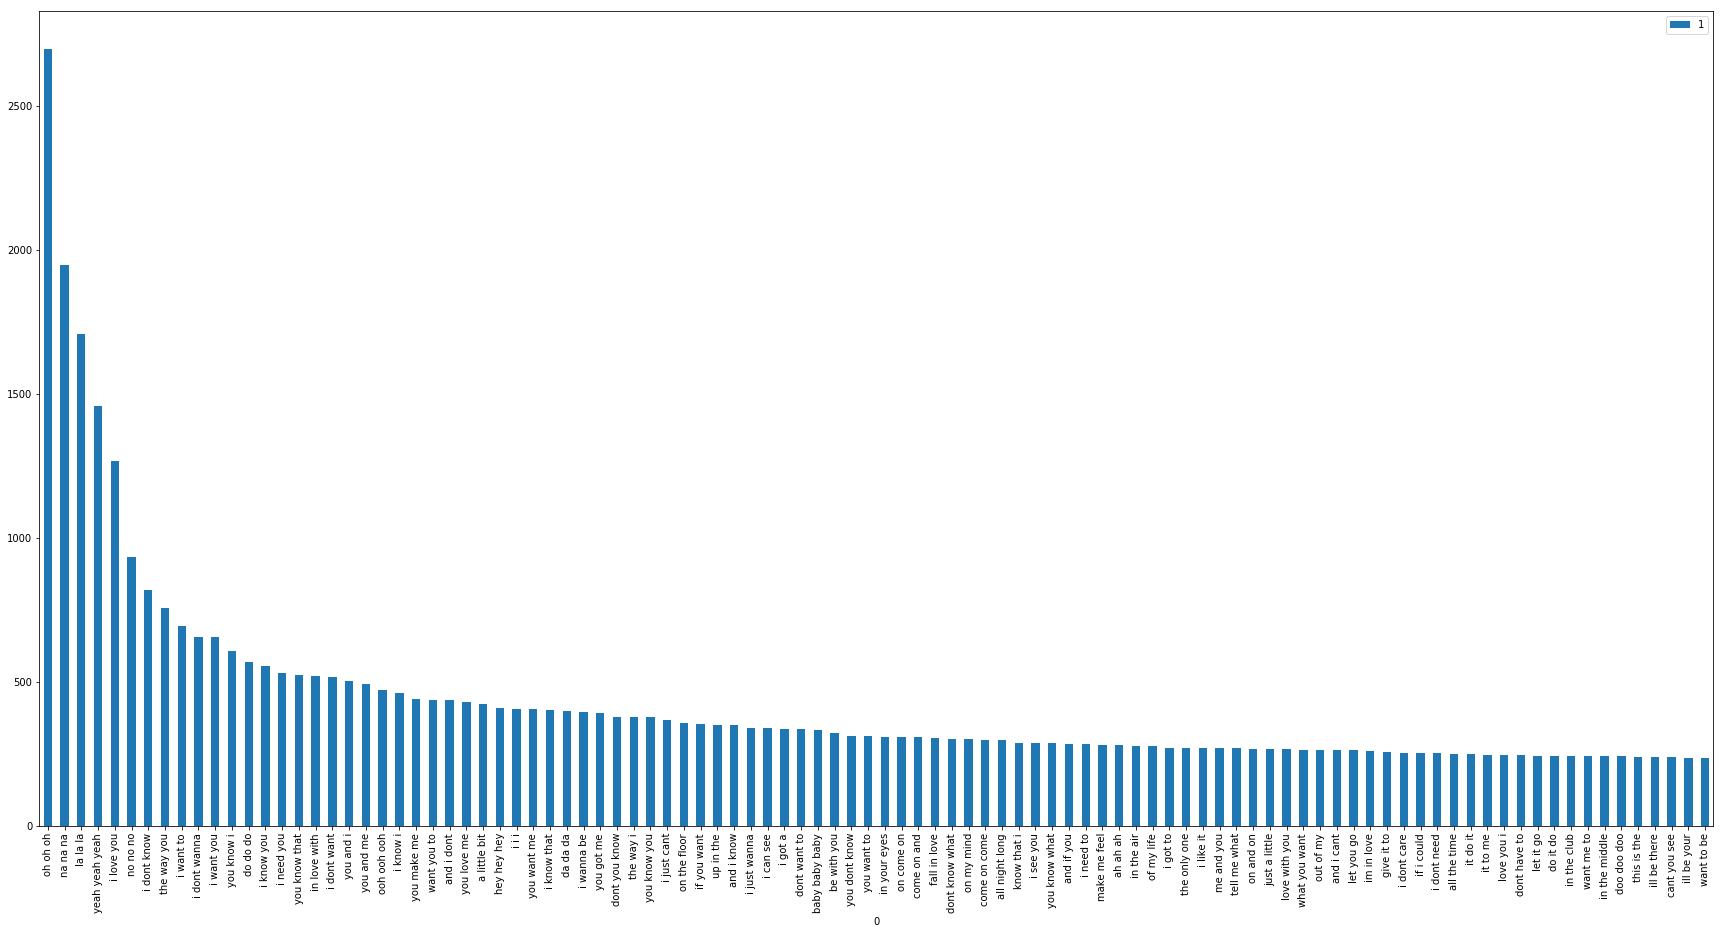 1
2500
2000
1500
1000
500
0
oh oh oh
na na na
la la la
yeah yeah yeah
i love you
no no no
i dont know
the way you
i want to
i dont wanna
i want you
you know i
do do do
i know you
i need you
you know that
in love with
i dont want
you and i
you and me
ooh ooh ooh
i know i
you make me
want you to
and i dont
you love me
a little bit
hey hey hey
i i i
you want me
i know that
da da da
i wanna be
you got me
dont you know
the way i
you know you
i just cant
on the floor
if you want
up in the
and i know
i just wanna
i can see
i got a
dont want to
baby baby baby
be with you
you dont know
you want to
in your eyes
on come on
come on and
fall in love
dont know what
on my mind
come on come
all night long
know that i
i see you
you know what
and if you
i need to
make me feel
ah ah ah
in the air
of my life
i got to
the only one
i like it
me and you
tell me what
on and on
just a little
love with you
what you want
out of my
and i cant
let you go
im in love
give it to
i dont care
if i could
i dont need
all the time
it do it
it to me
love you i
dont have to
let it go
do it do
in the club
want me to
in the middle
doo doo doo
this is the
ill be there
cant you see
ill be your
want to be
0